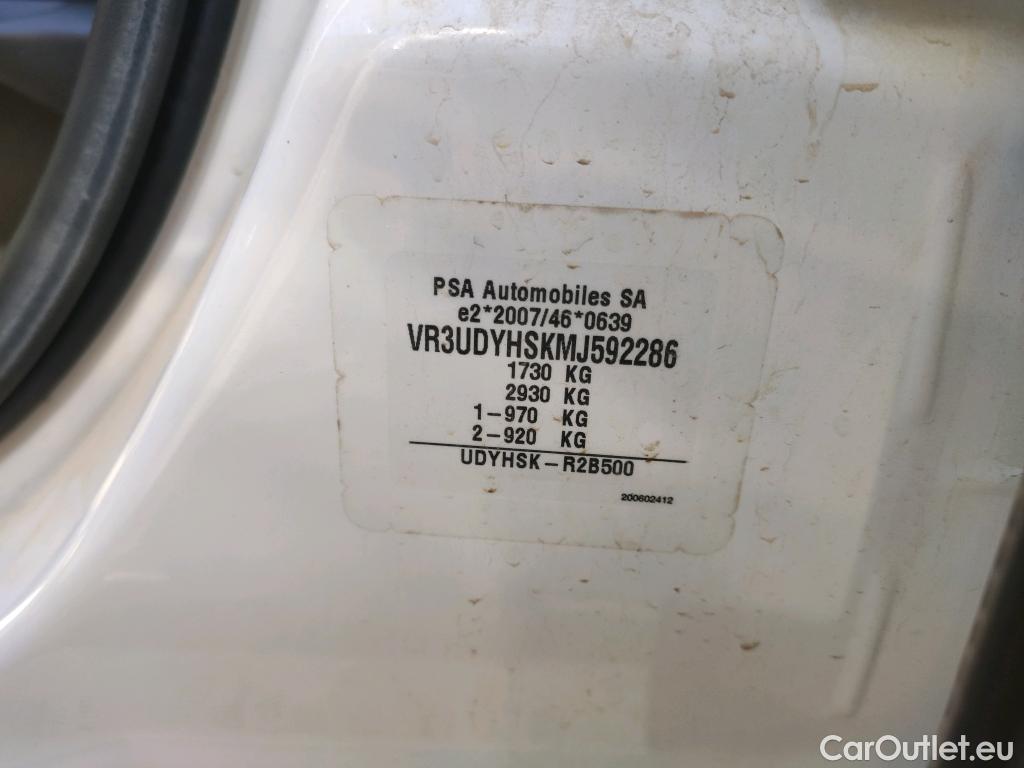 PSA Automobiles SA
e2*2007/46*0639
VR3UDYHSKMJ592286
1730 KG
2930 KG
1-970 KG
2-920 KG
UDYHSK-R2B500
200602412
CarOutlet.eu